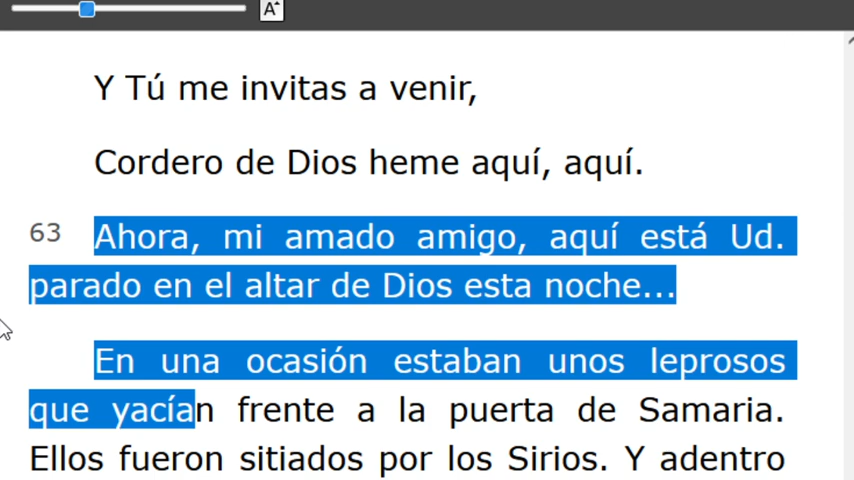 A
Y Tú me invitas a venir,
Cordero de Dios heme aquí, aquí.
63 Ahora, mi amado amigo, aquí está Ud.
parado en el altar de Dios esta noche...
En una ocasión estaban unos leprosos
que yacían frente a la puerta de Samaria.
Ellos fueron sitiados por los Sirios. Y adentro